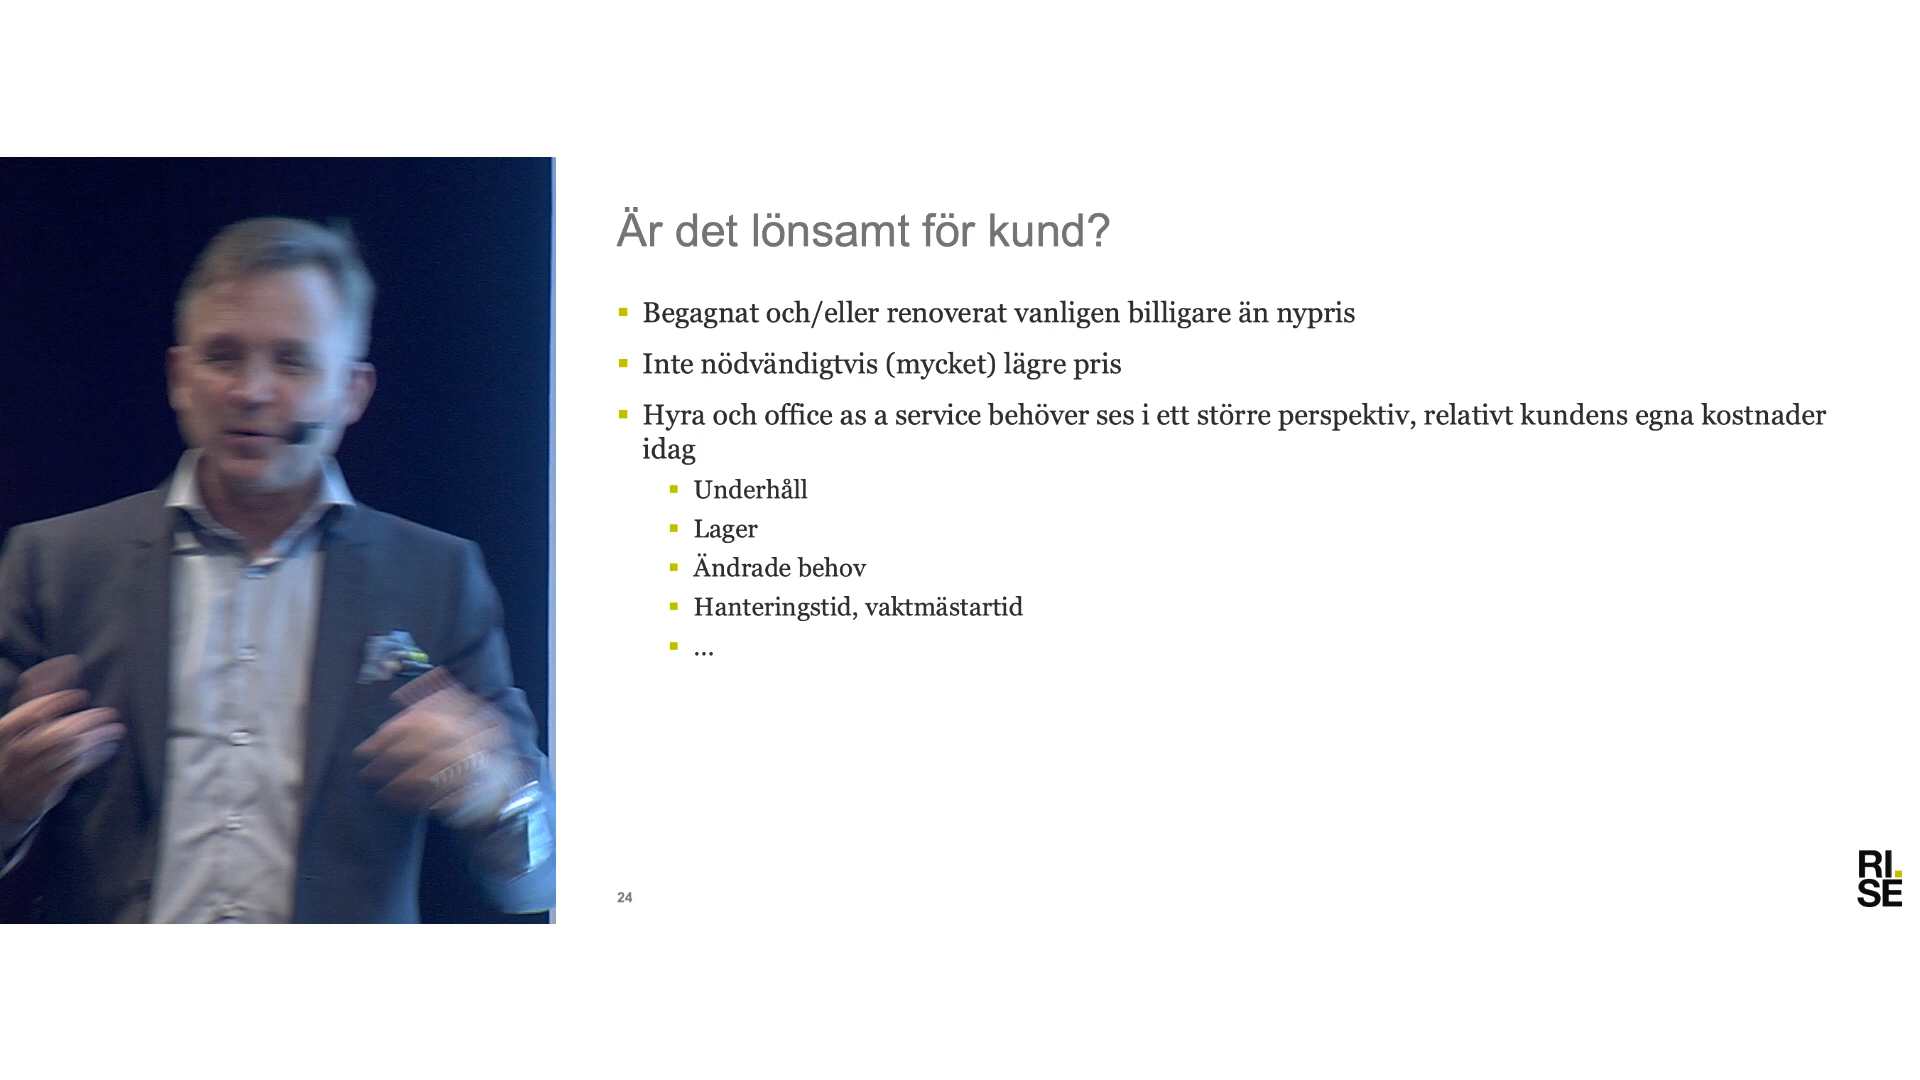 Är det lönsamt för kund?
Begagnat och/eller renoverat vanligen billigare än nypris
Inte nödvändigtvis (mycket) lägre pris
Hyra och office as a service behöver ses i ett större perspektiv, relativt kundens egna kostnader
idag
Underhåll
Lager
Ändrade behov
Hanteringstid, vaktmästartid
...
24
RI.
SE